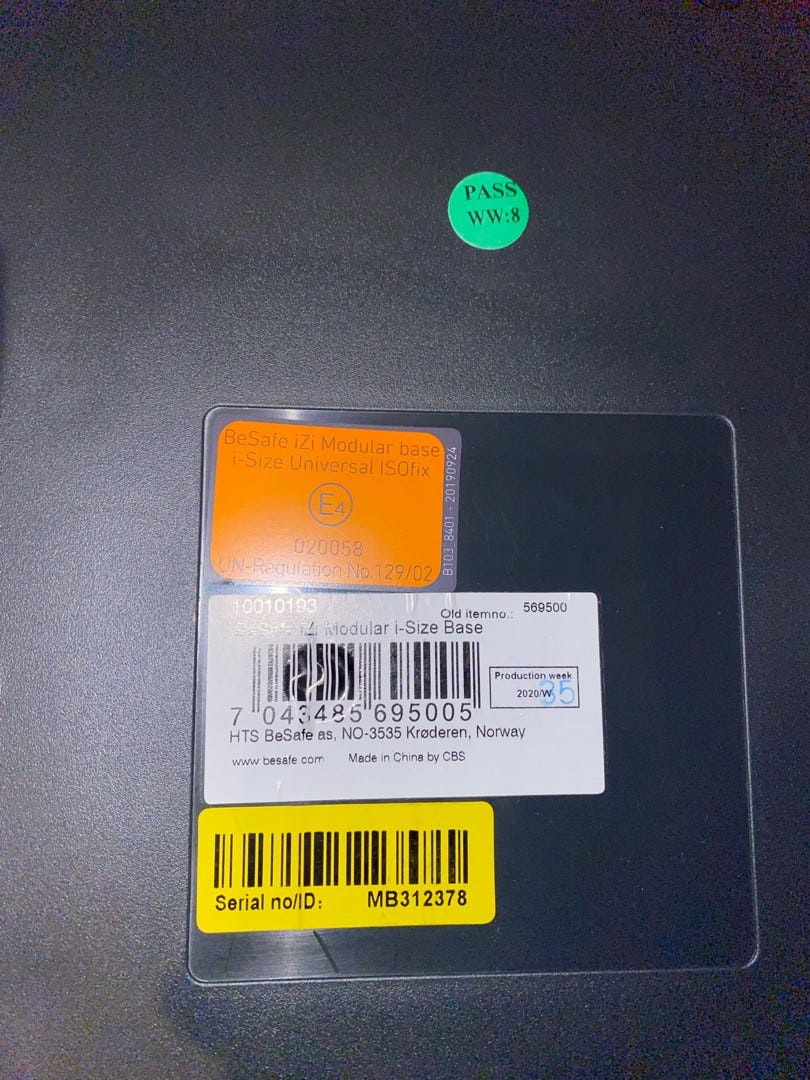 PASS
WW:8
BeSafe iZi Modular base
i-Size Universal ISOfix
E4
020058
UN-Regulation No.129/02
B103_8401 - 20190924
10010193
Old itemno.: 569500
BeSafe iZi Modular i-Size Base
Production week
2020/W 35
7 043485 695005
HTS BeSafe as, NO-3535 Krøderen, Norway
www besafe com Made in China by CBS
Serial no/ID: MB312378